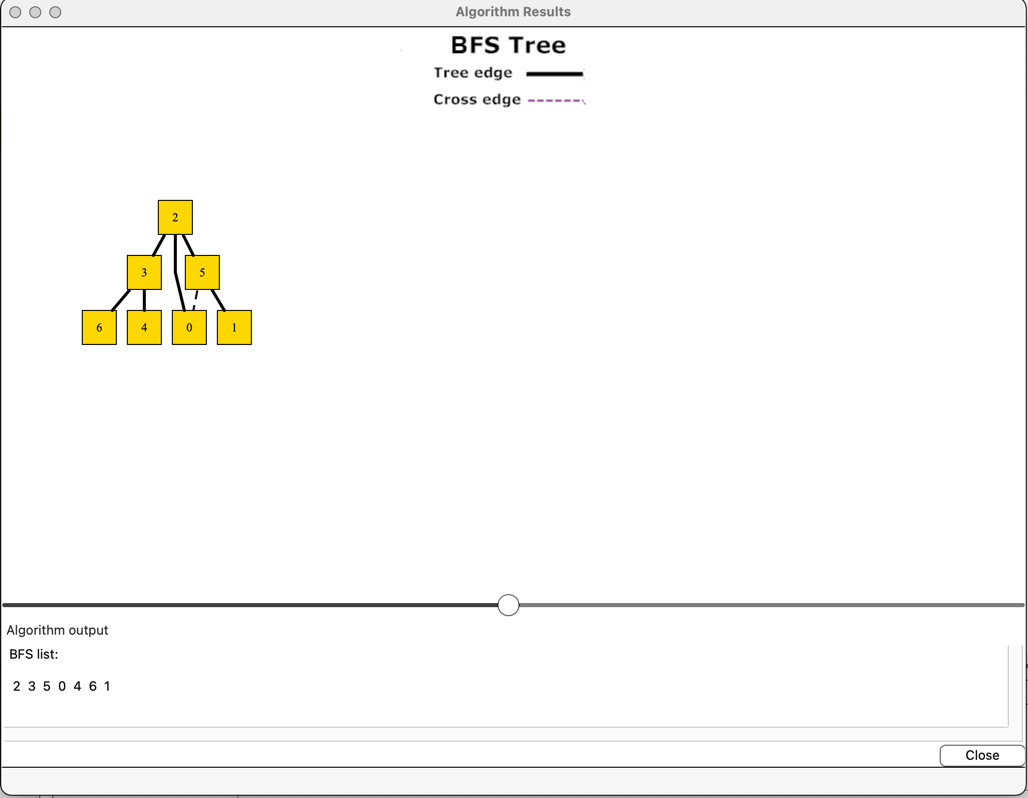 Algorithm Results
BFS Tree
Tree edge
Cross edge
2
3 5
6 4 0 1
Algorithm output
BFS list:
2 3 5 0 4 6 1
Close